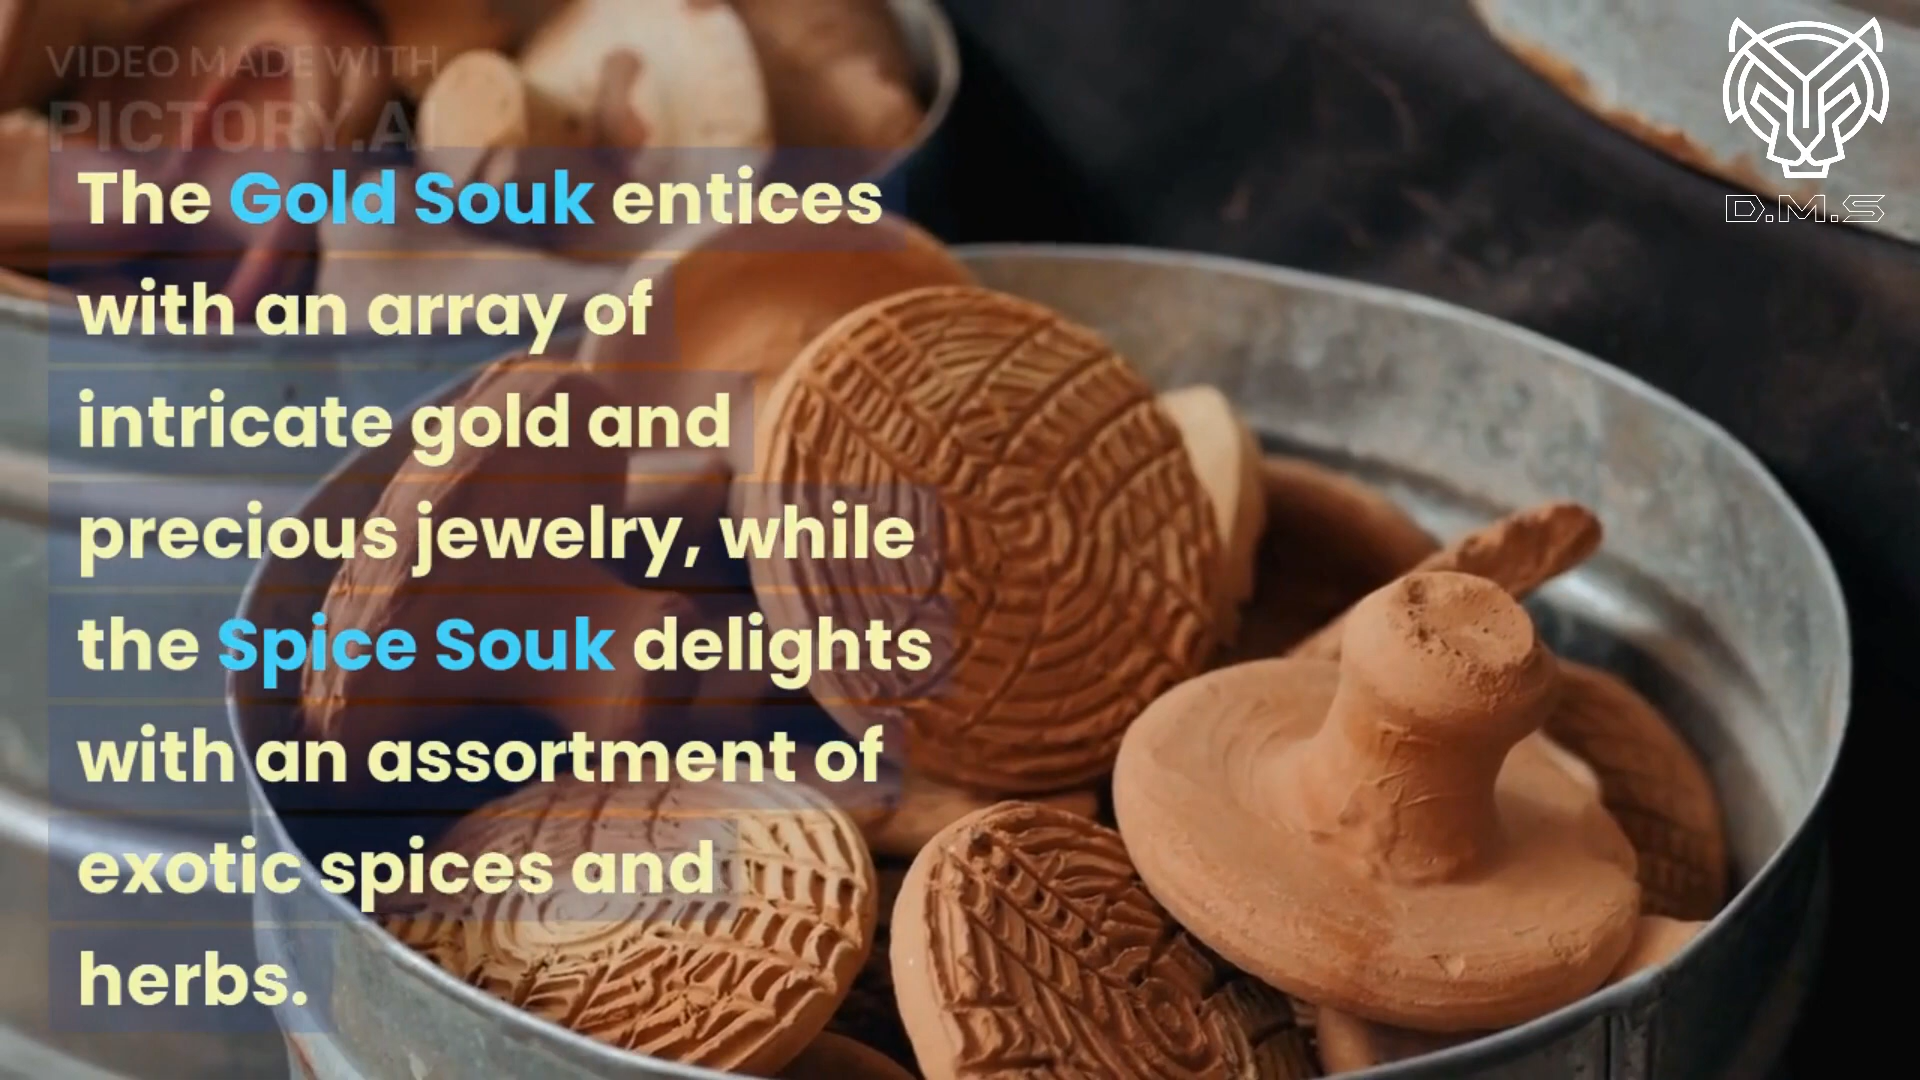 VIDEO MADE WITH
PICTORY.AI
D.M.S
The Gold Souk entices
with an array of
intricate gold and
precious jewelry, while
the Spice Souk delights
with an assortment of
exotic spices and
herbs.